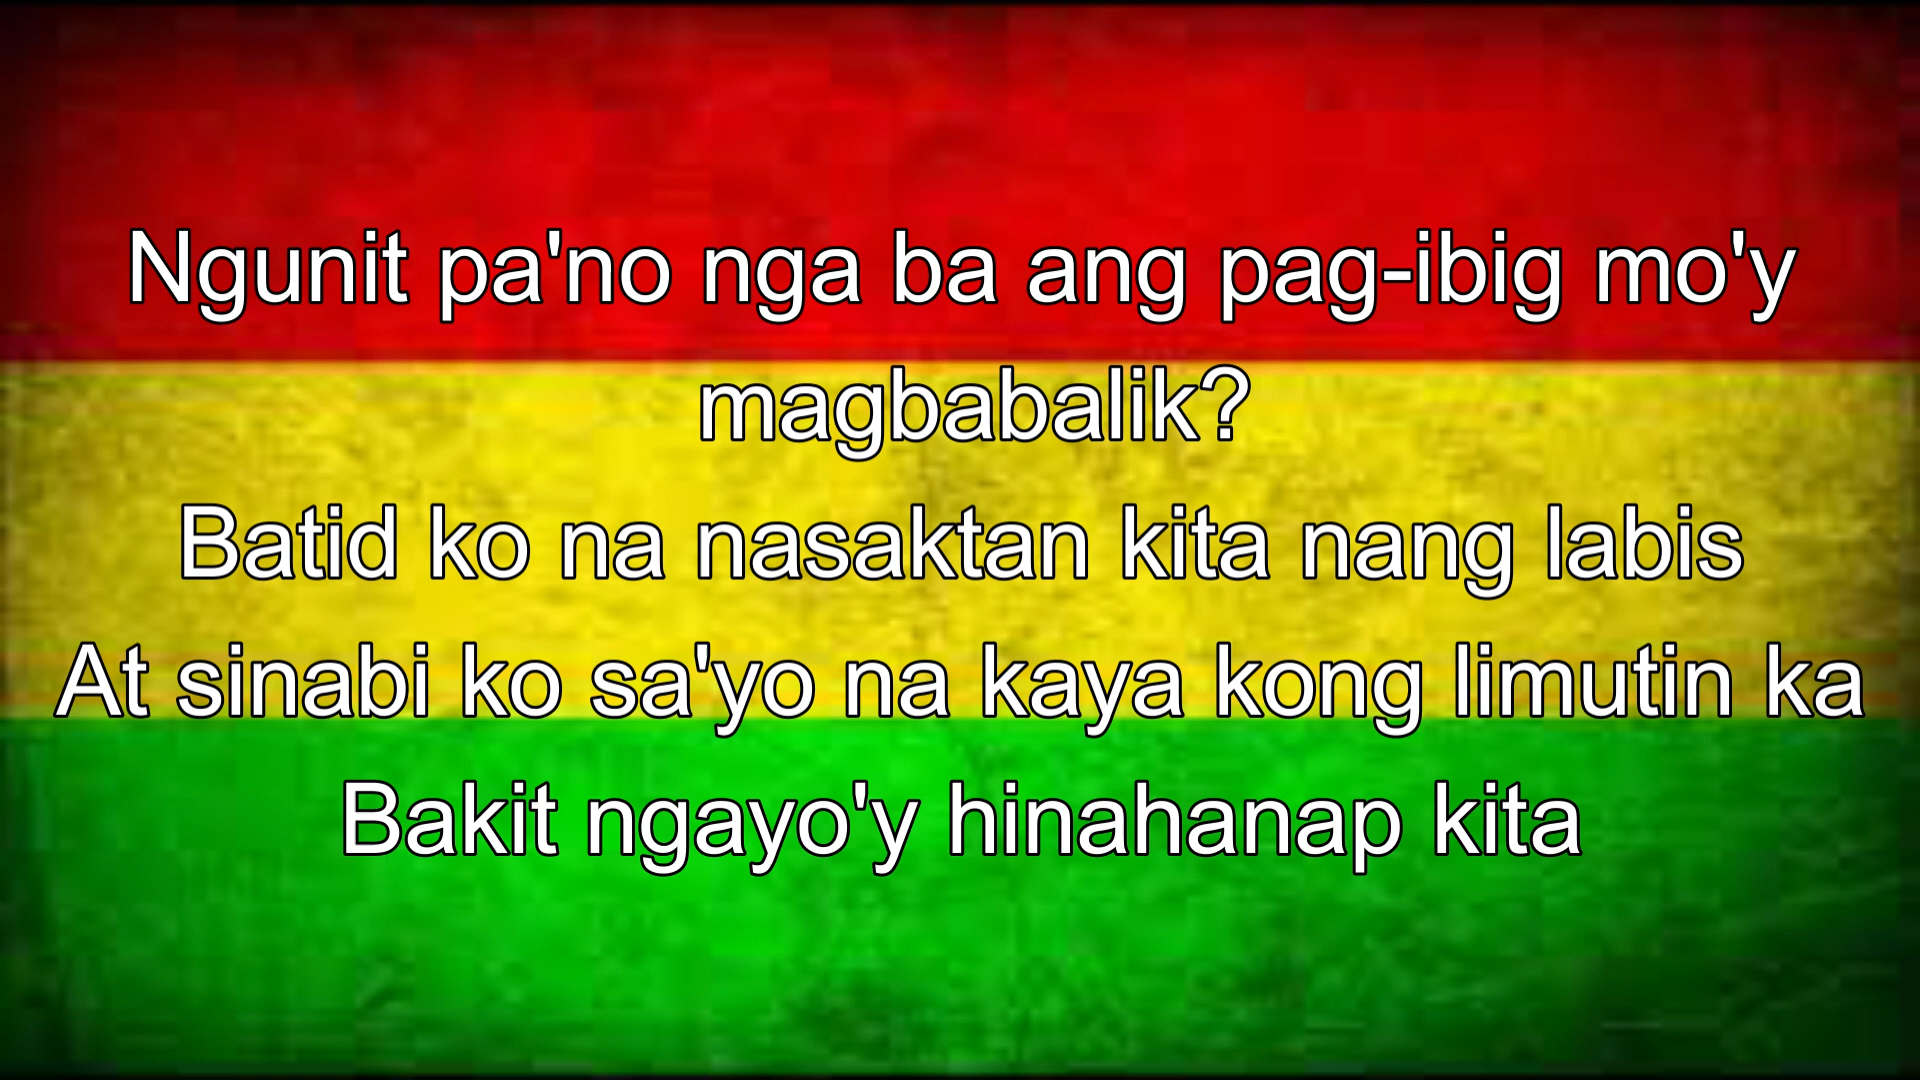 Ngunit pa'no nga ba ang pag-ibig mo'y
magbabalik?
Batid ko na nasaktan kita nang labis
At sinabi ko sa'yo na kaya kong limutin ka
Bakit ngayo'y hinahanap kita